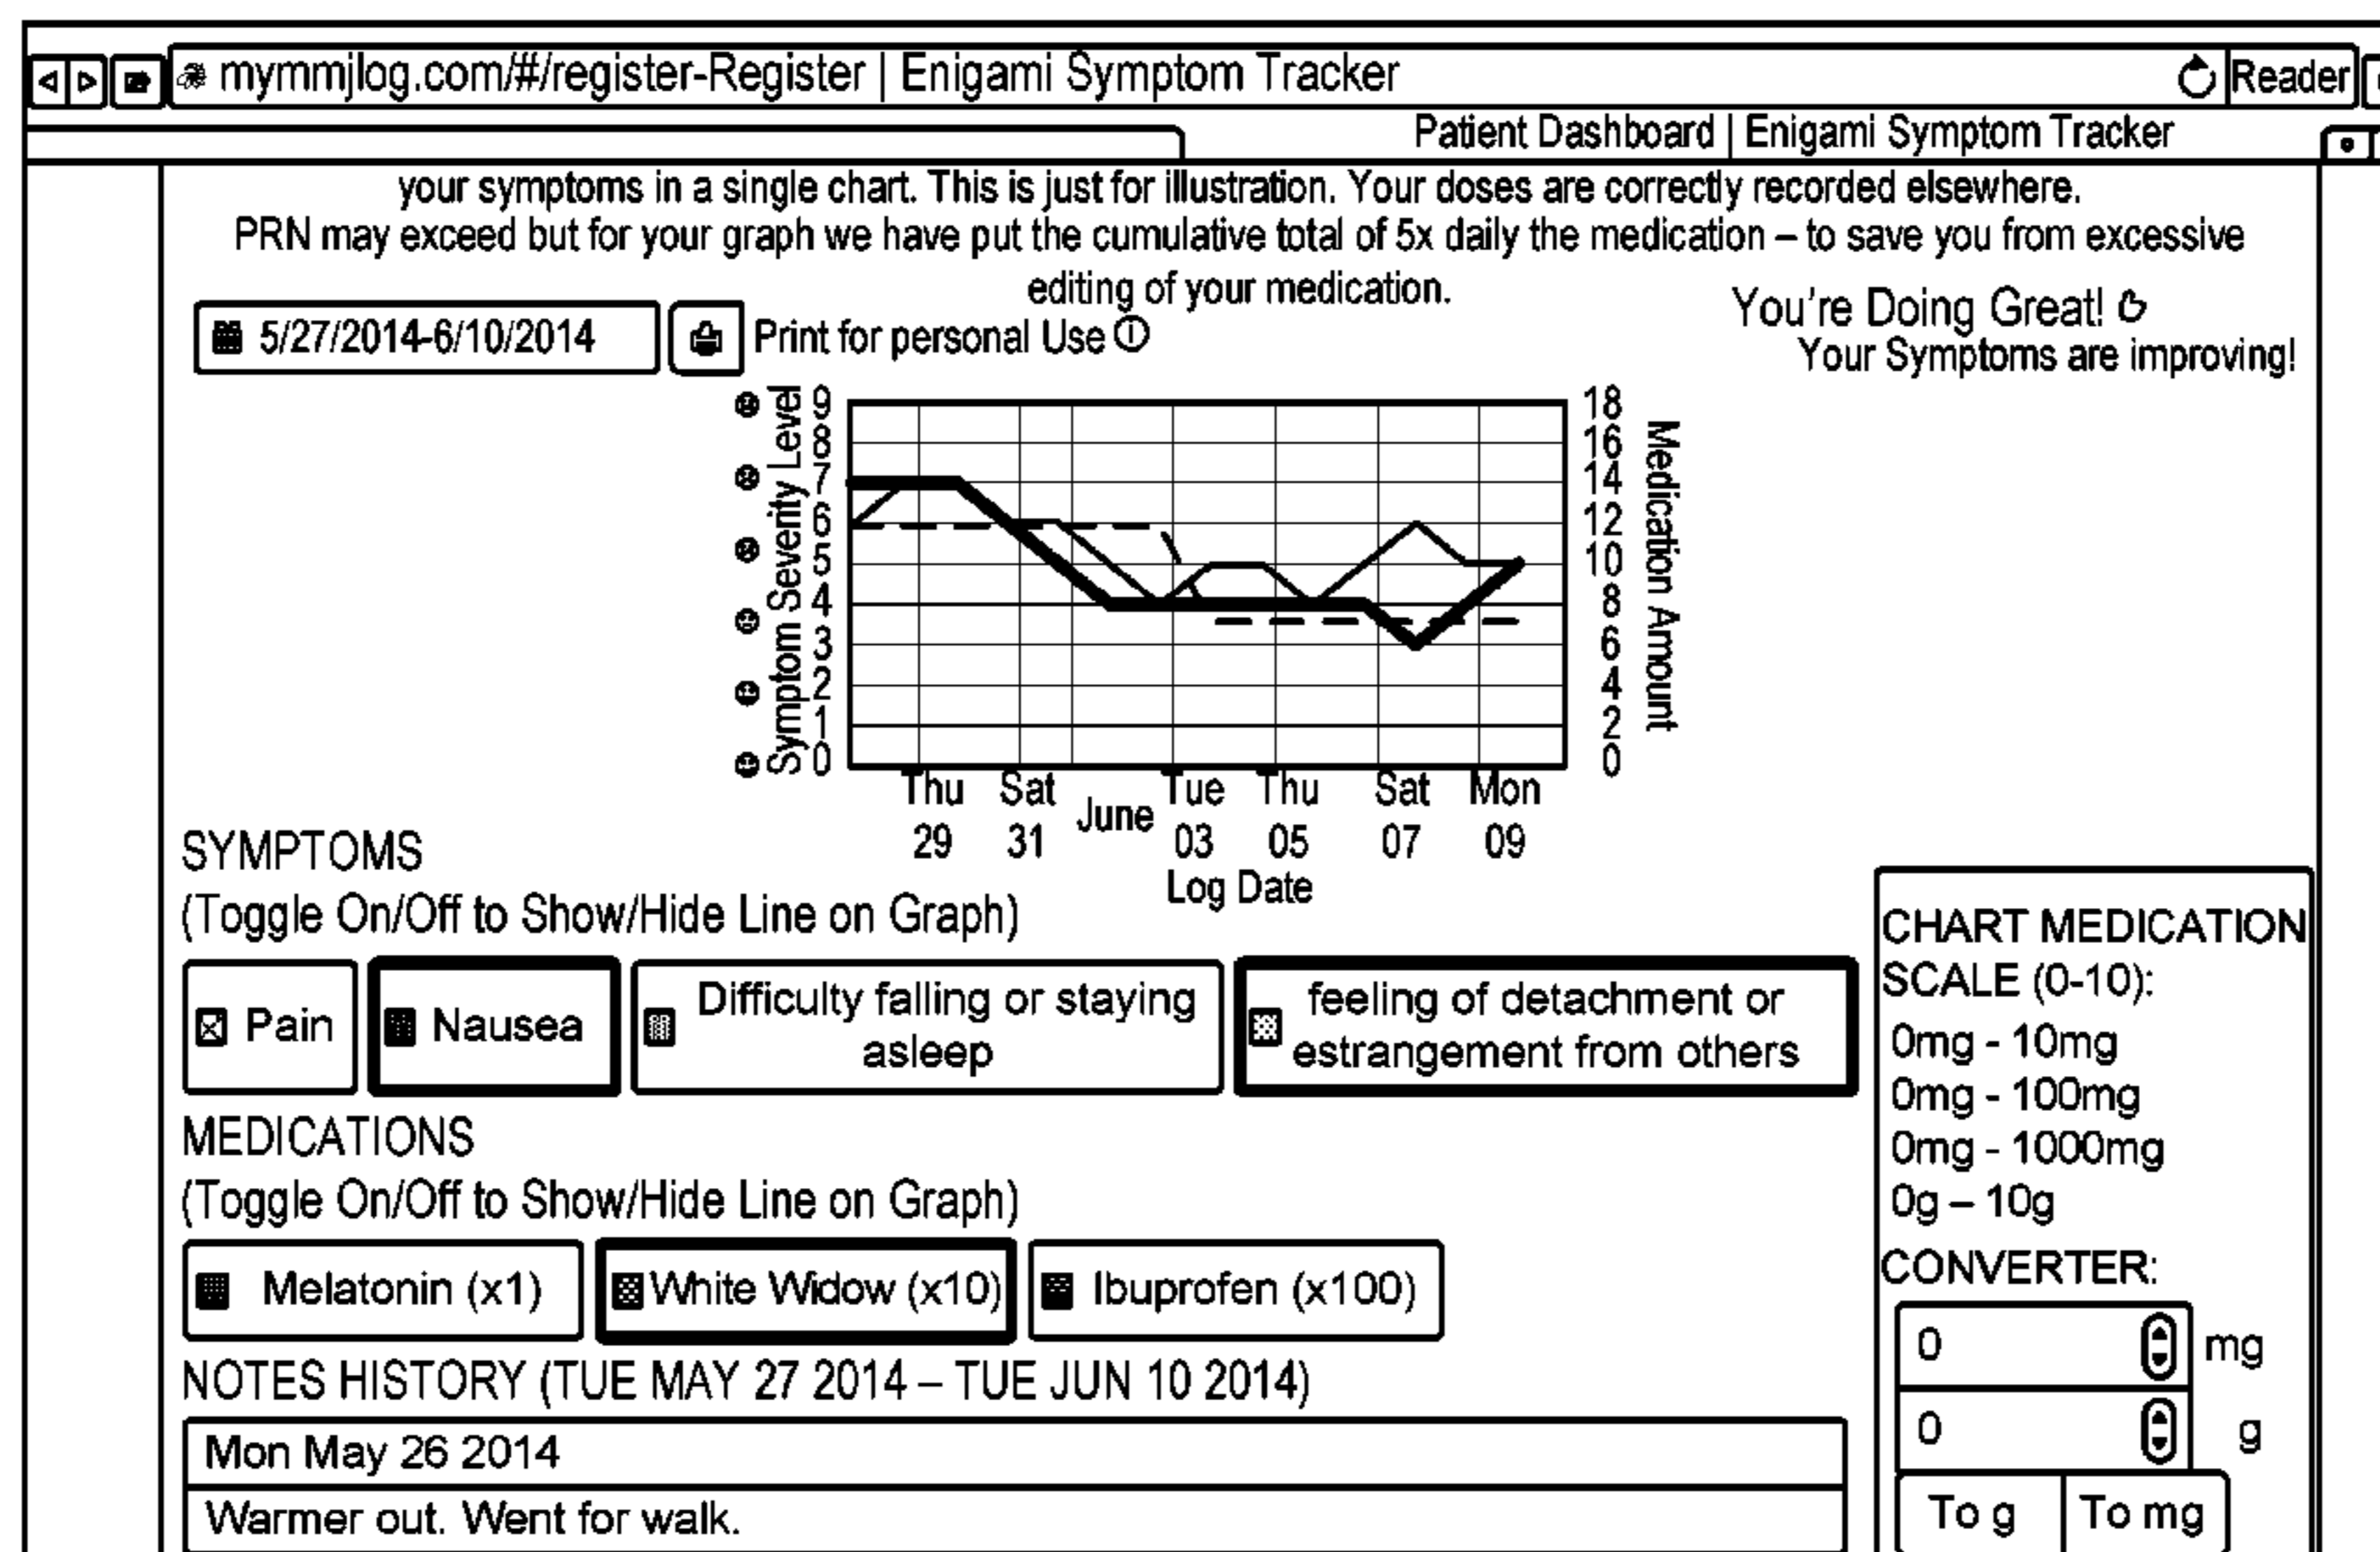 mymmjlog.com/#/register-Register | Enigami Symptom Tracker
Reader
Patient Dashboard | Enigami Symptom Tracker
your symptoms in a single chart. This is just for illustration. Your doses are correctly recorded elsewhere.
PRN may exceed but for your graph we have put the cumulative total of 5x daily the medication – to save you from excessive
editing of your medication.
5/27/2014-6/10/2014
Print for personal Use
You're Doing Great!
Your Symptoms are improving!
Symptom Severity Level
9
8
7
6
5
4
3
2
1
0
18
16
14
12
10
8
6
4
2
0
Medication Amount
Thu Sat June Tue Thu Sat Mon
29 31 03 05 07 09
Log Date
SYMPTOMS
(Toggle On/Off to Show/Hide Line on Graph)
Pain
Nausea
Difficulty falling or staying
asleep
feeling of detachment or
estrangement from others
MEDICATIONS
(Toggle On/Off to Show/Hide Line on Graph)
Melatonin (x1)
White Widow (x10)
Ibuprofen (x100)
NOTES HISTORY (TUE MAY 27 2014 – TUE JUN 10 2014)
Mon May 26 2014
Warmer out. Went for walk.
CHART MEDICATION
SCALE (0-10):
0mg - 10mg
0mg - 100mg
0mg - 1000mg
0g – 10g
CONVERTER:
0 mg
0 g
To g
To mg